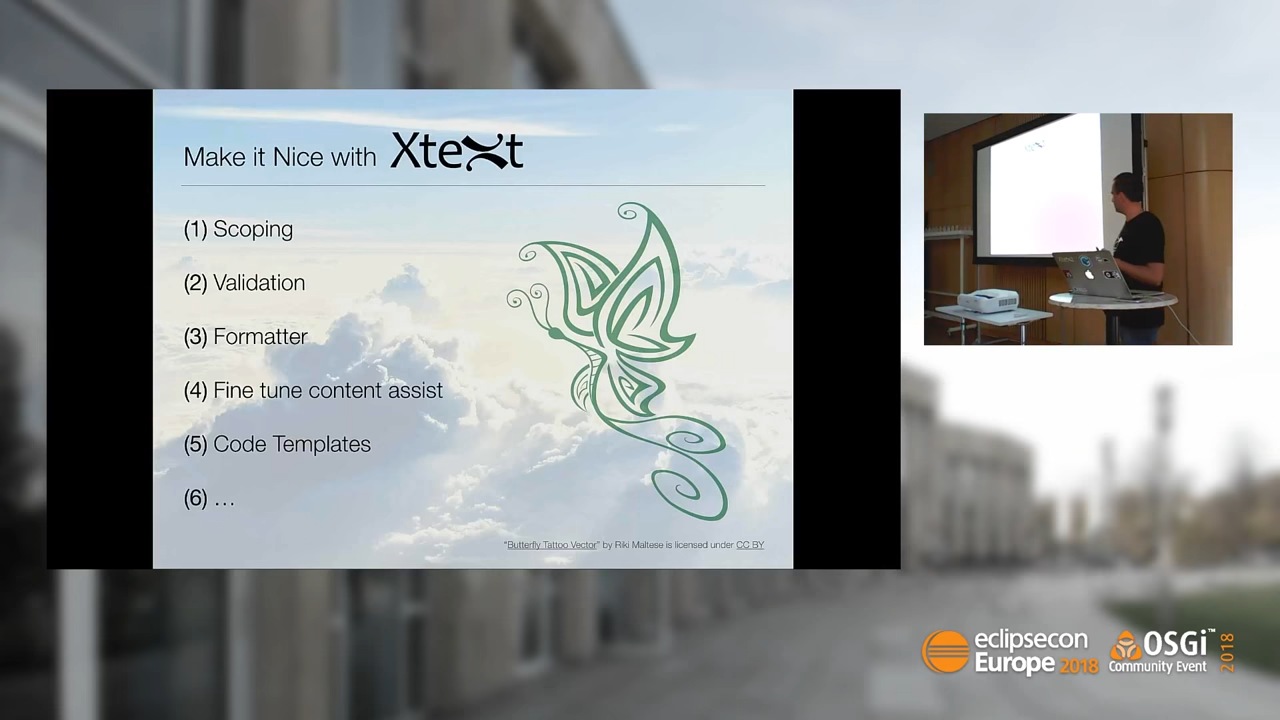 Make it Nice with Xtext
(1) Scoping
(2) Validation
(3) Formatter
(4) Fine tune content assist
(5) Code Templates
(6) …
“Butterfly Tattoo Vector” by Riki Maltese is licensed under CC BY
eclipsecon
Europe 2018
OSGi™
Community Event
2018